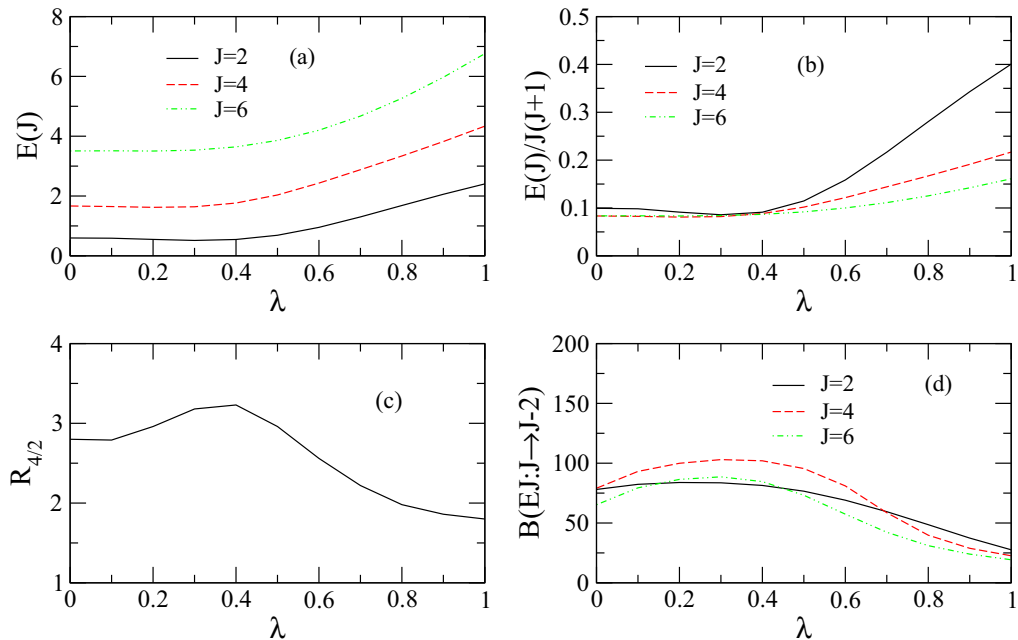 8
6
4
2
0
E(J)
J=2
J=4
J=6
(a)
0 0.2 0.4 0.6 0.8 1
λ
0.5
0.4
0.3
0.2
0.1
0
E(J)/J(J+1)
J=2
J=4
J=6
(b)
0 0.2 0.4 0.6 0.8 1
λ
4
3
2
1
R4/2
(c)
0 0.2 0.4 0.6 0.8 1
λ
200
150
100
50
0
B(EJ:J→J-2)
J=2
J=4
J=6
(d)
0 0.2 0.4 0.6 0.8 1
λ